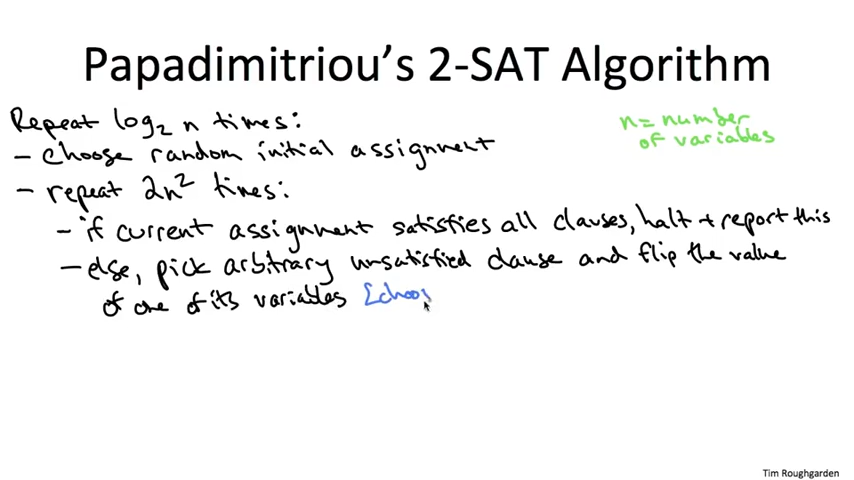 Papadimitriou's 2-SAT Algorithm
Repeat log₂ n times:
n = number
of variables
- choose random initial assignment
- repeat 2n² times:
- if current assignment satisfies all clauses, halt + report this
- else, pick arbitrary unsatisfied clause and flip the value
of one of its variables [choo
Tim Roughgarden